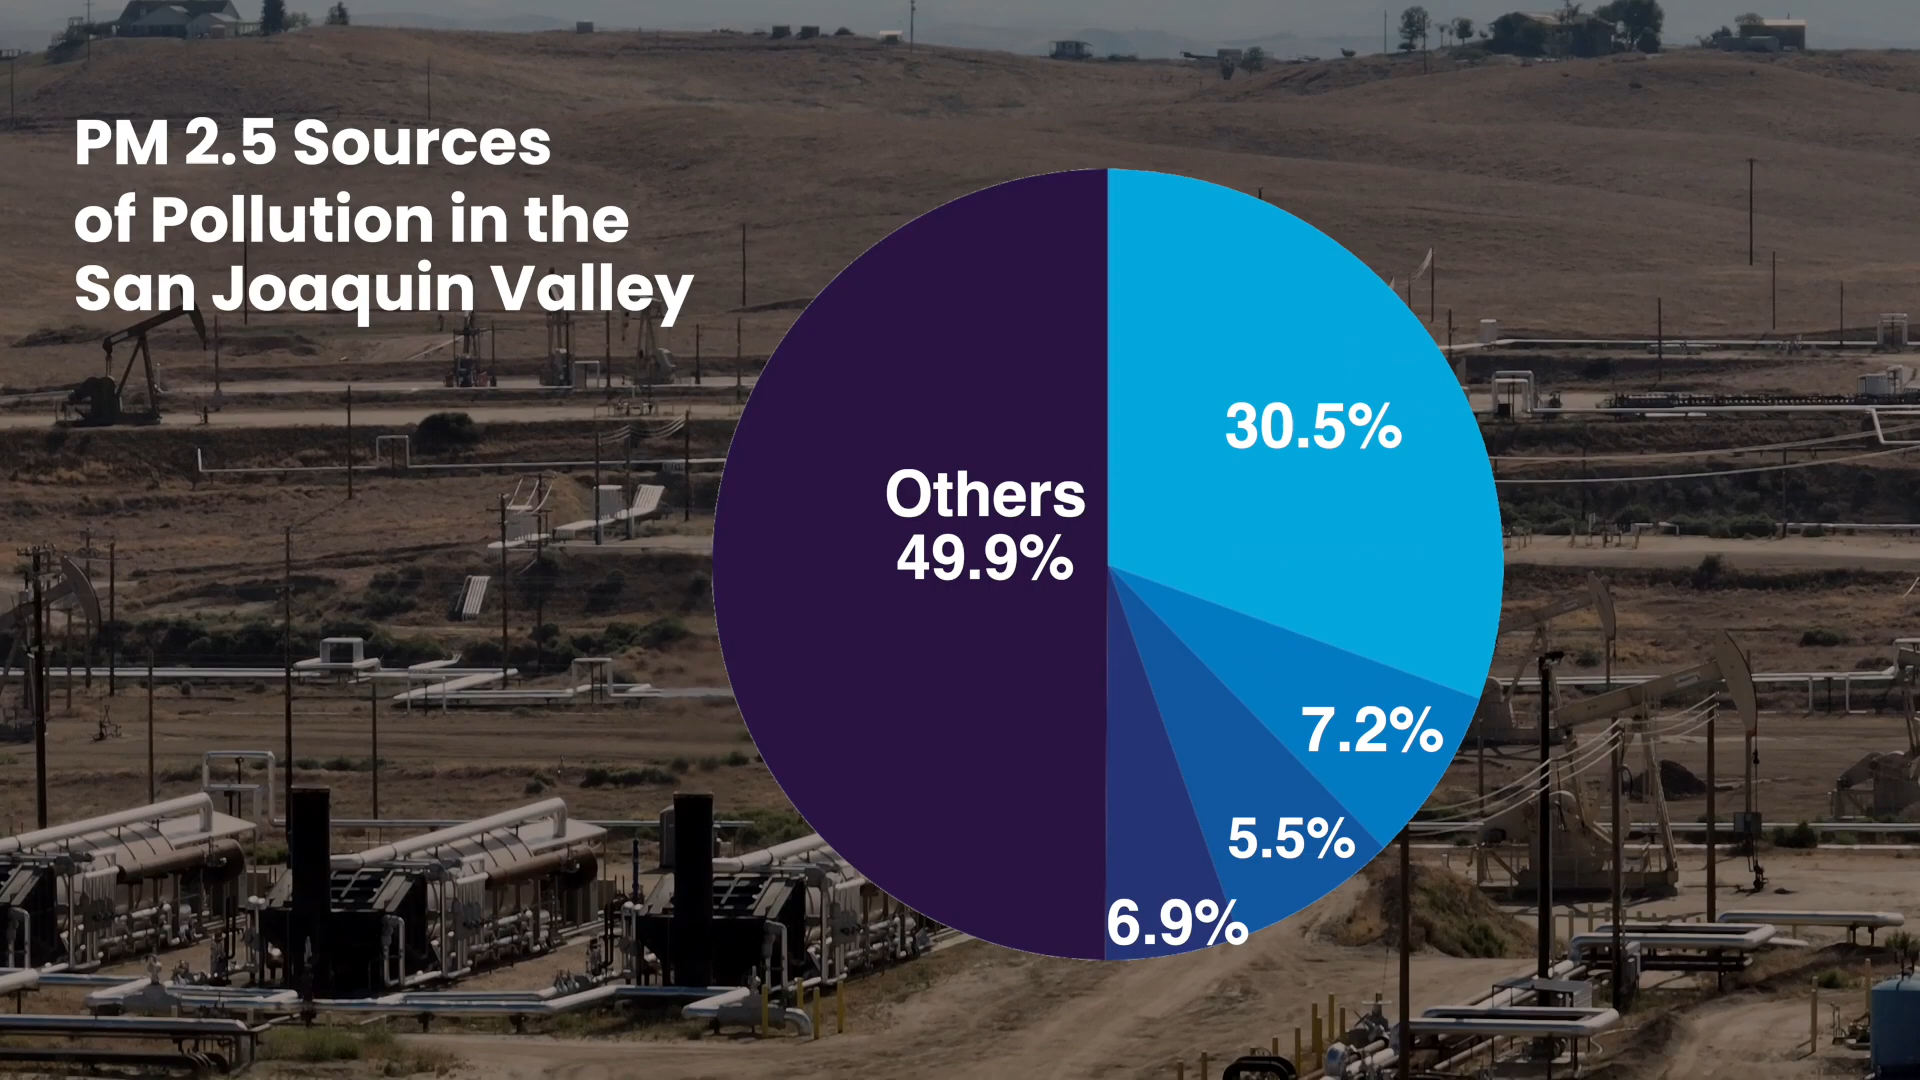 PM 2.5 Sources
of Pollution in the
San Joaquin Valley
30.5%
Others
49.9%
7.2%
5.5%
6.9%